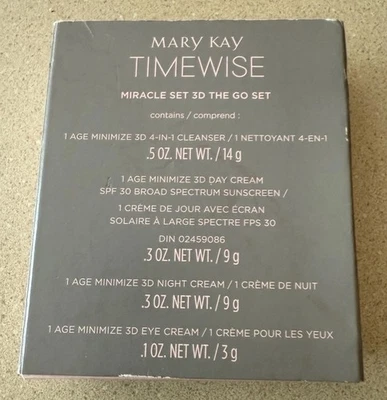 MARY KAY
TIMEWISE
MIRACLE SET 3D THE GO SET
contains / comprend :
1 AGE MINIMIZE 3D 4-IN-1 CLEANSER / 1 NETTOYANT 4-EN-1
.5 OZ. NET WT. / 14 g
1 AGE MINIMIZE 3D DAY CREAM
SPF 30 BROAD SPECTRUM SUNSCREEN /
1 CRÈME DE JOUR AVEC ÉCRAN
SOLAIRE À LARGE SPECTRE FPS 30
DIN 02459086
.3 OZ. NET WT. / 9 g
1 AGE MINIMIZE 3D NIGHT CREAM / 1 CRÈME DE NUIT
.3 OZ. NET WT. / 9 g
1 AGE MINIMIZE 3D EYE CREAM / 1 CRÈME POUR LES YEUX
.1 OZ. NET WT. / 3 g